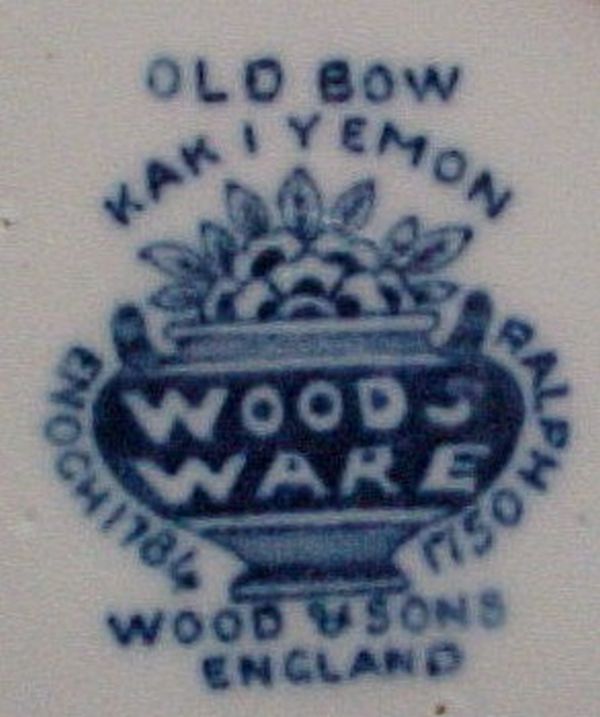 OLD BOW
KAKIYEMON
WOODS
WARE
ENOCH 1784
RALPH 1750
WOOD & SONS
ENGLAND